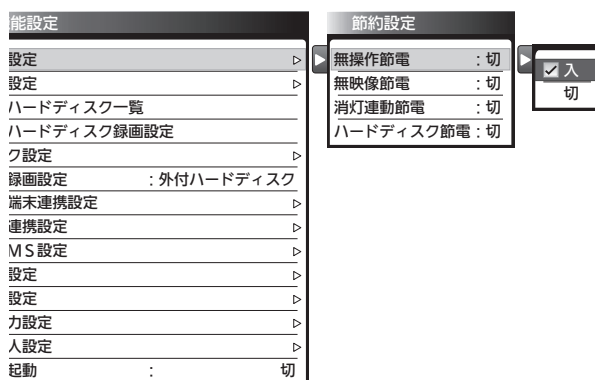 能設定
設定
設定
ハードディスク一覧
ハードディスク録画設定
ク設定
録画設定 :外付ハードディスク
端末連携設定
連携設定
MS設定
設定
設定
力設定
人設定
起動 : 切
節約設定
無操作節電 :切
無映像節電 :切
消灯連動節電 :切
ハードディスク節電:切
入
切